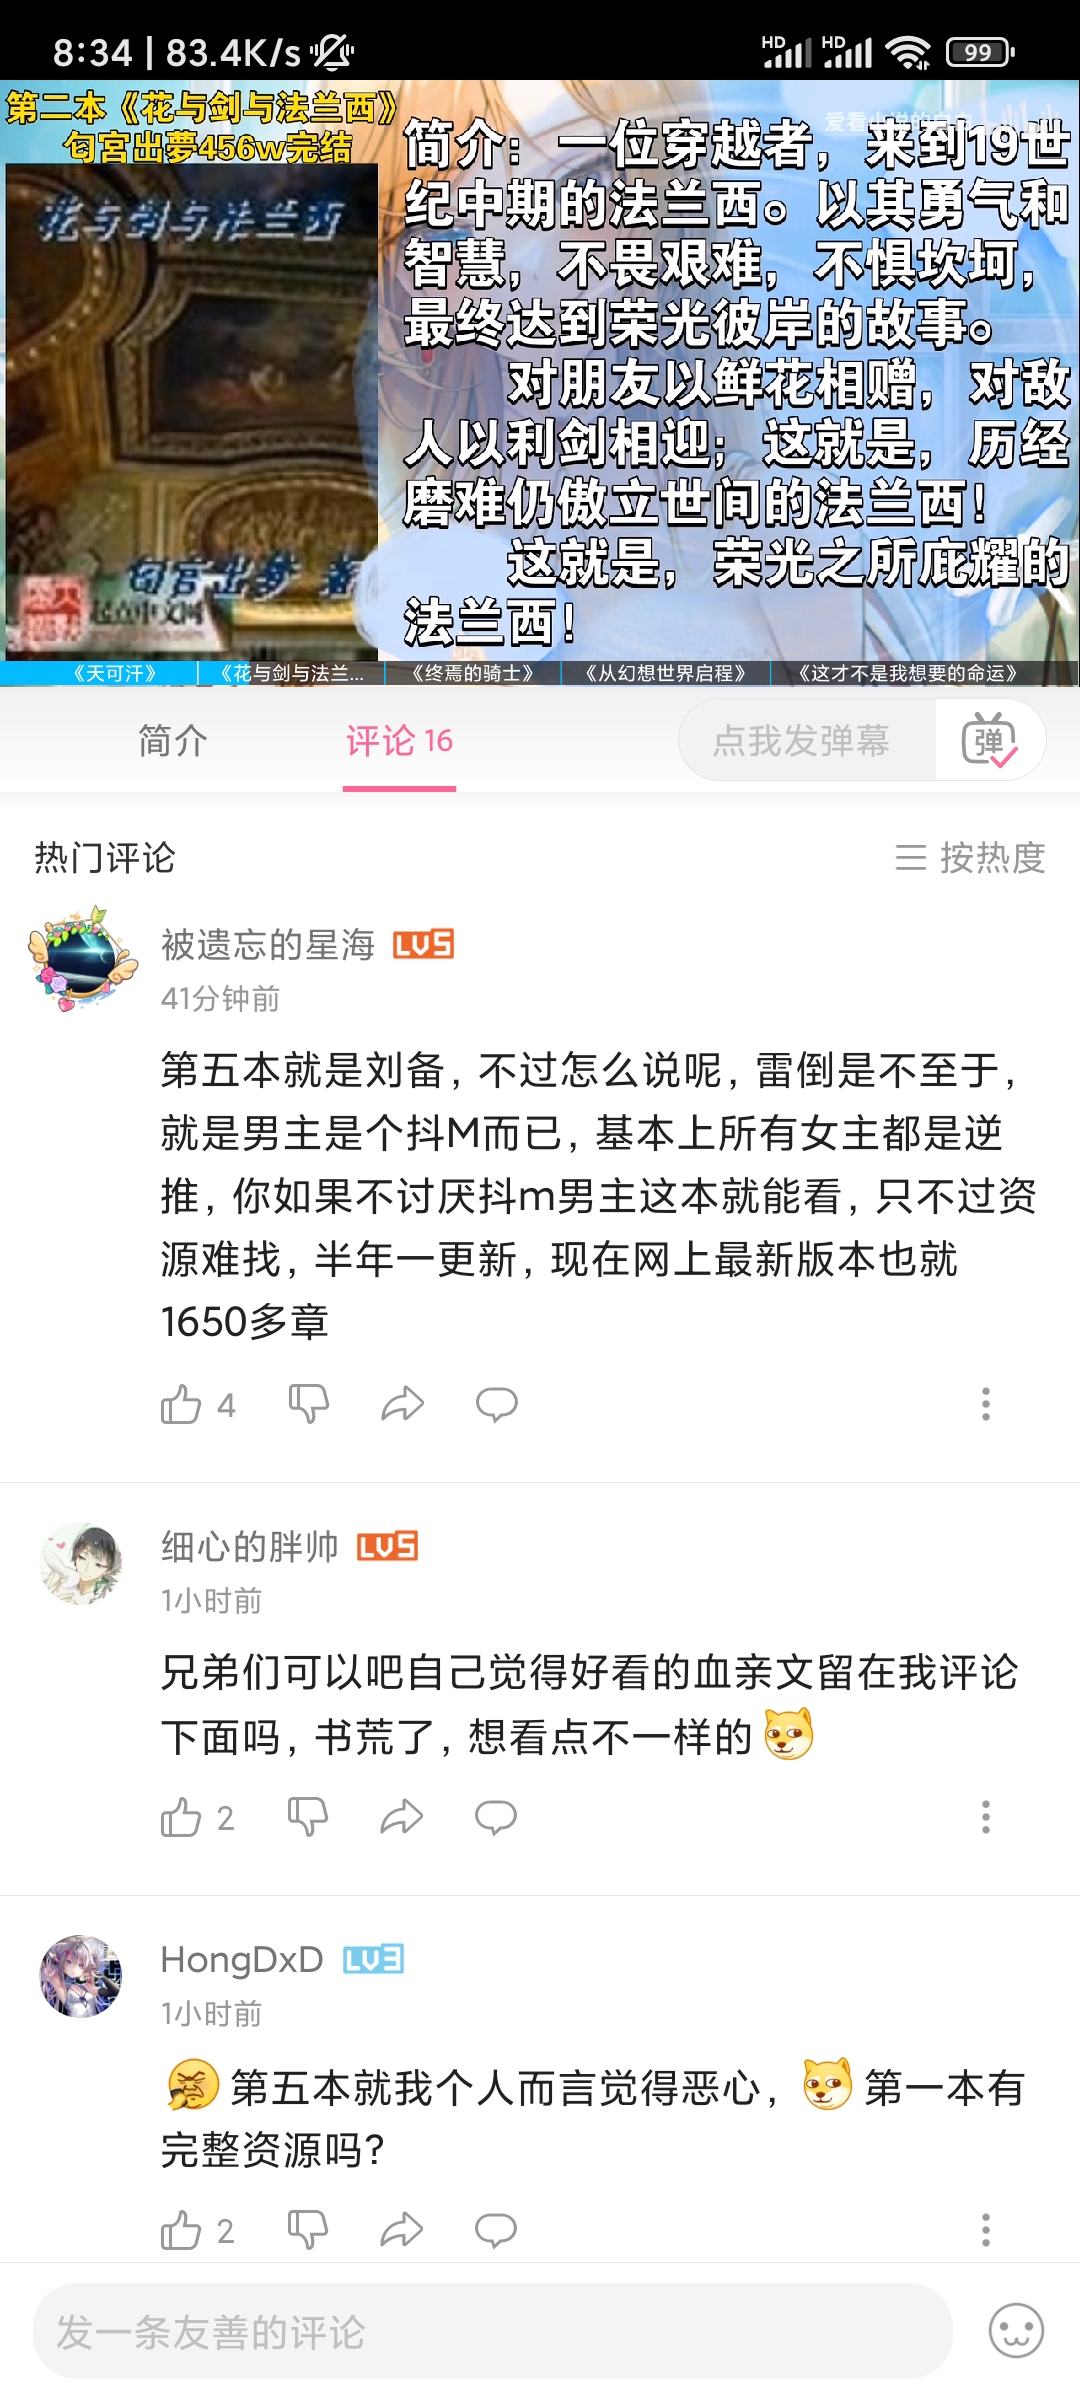 8:34 | 83.4K/s
HD HD 99
第二本《花与剑与法兰西》
匂宮出夢456w完结
花与剑与法兰西
匂宮出梦 著
爱看小说的自自
简介：一位穿越者，来到19世
纪中期的法兰西。以其勇气和
智慧，不畏艰难，不惧坎坷，
最终达到荣光彼岸的故事。
对朋友以鲜花相赠，对敌
人以利剑相迎；这就是，历经
磨难仍傲立世间的法兰西！
这就是，荣光之所庇耀的
法兰西！
《天可汗》 《花与剑与法兰... 《终焉的骑士》 《从幻想世界启程》 《这才不是我想要的命运》
简介 评论 16 点我发弹幕 弹
热门评论 按热度
被遗忘的星海 LV5
41分钟前
第五本就是刘备，不过怎么说呢，雷倒是不至于，
就是男主是个抖M而已，基本上所有女主都是逆
推，你如果不讨厌抖m男主这本就能看，只不过资
源难找，半年一更新，现在网上最新版本也就
1650多章
4
细心的胖帅 LV5
1小时前
兄弟们可以吧自己觉得好看的血亲文留在我评论
下面吗，书荒了，想看点不一样的
2
HongDxD LV3
1小时前
第五本就我个人而言觉得恶心，第一本有
完整资源吗？
2
发一条友善的评论